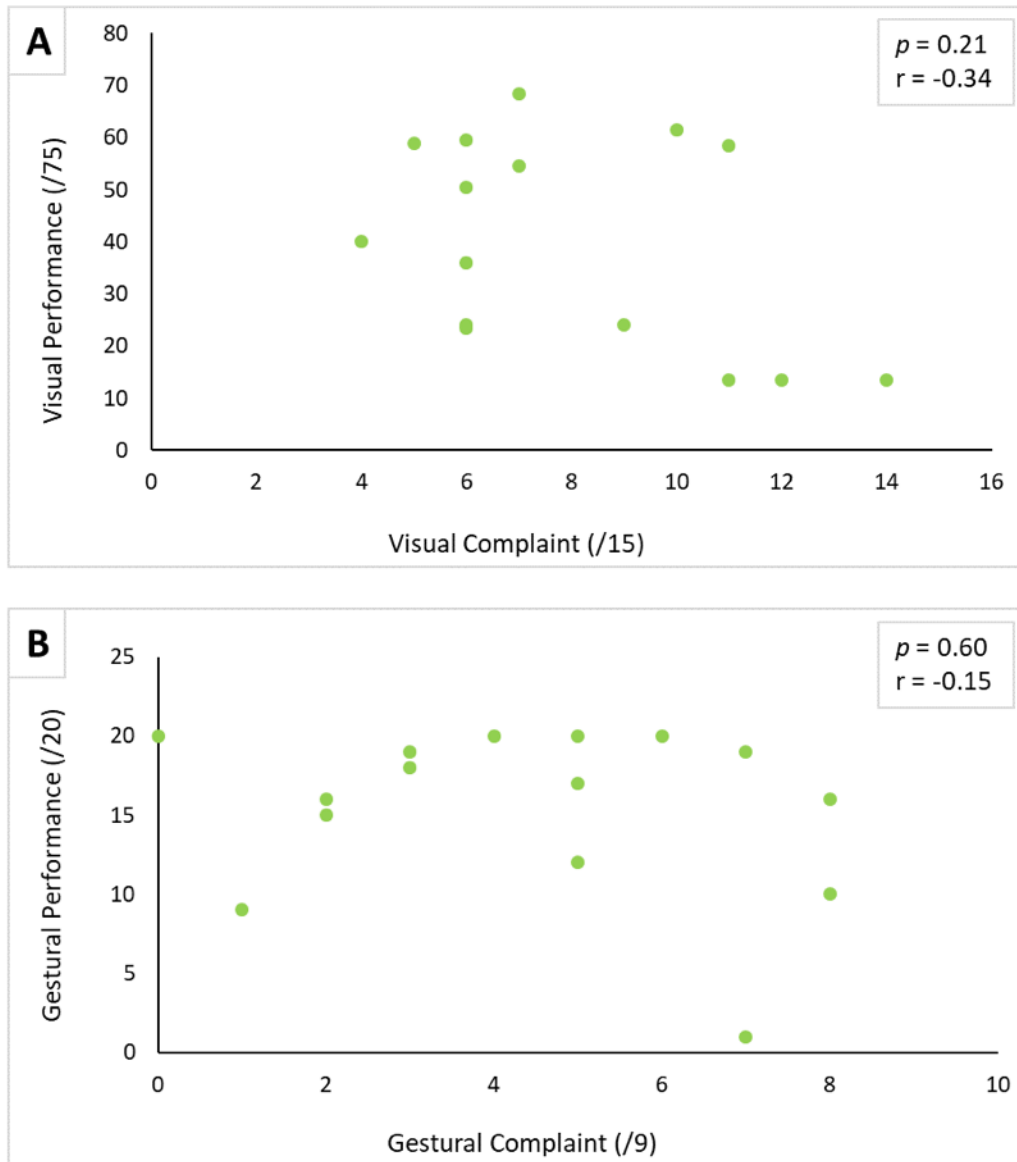 A
p = 0.21
r = -0.34
Visual Performance (/75)
80
70
60
50
40
30
20
10
0
0 2 4 6 8 10 12 14 16
Visual Complaint (/15)
B
p = 0.60
r = -0.15
Gestural Performance (/20)
25
20
15
10
5
0
0 2 4 6 8 10
Gestural Complaint (/9)